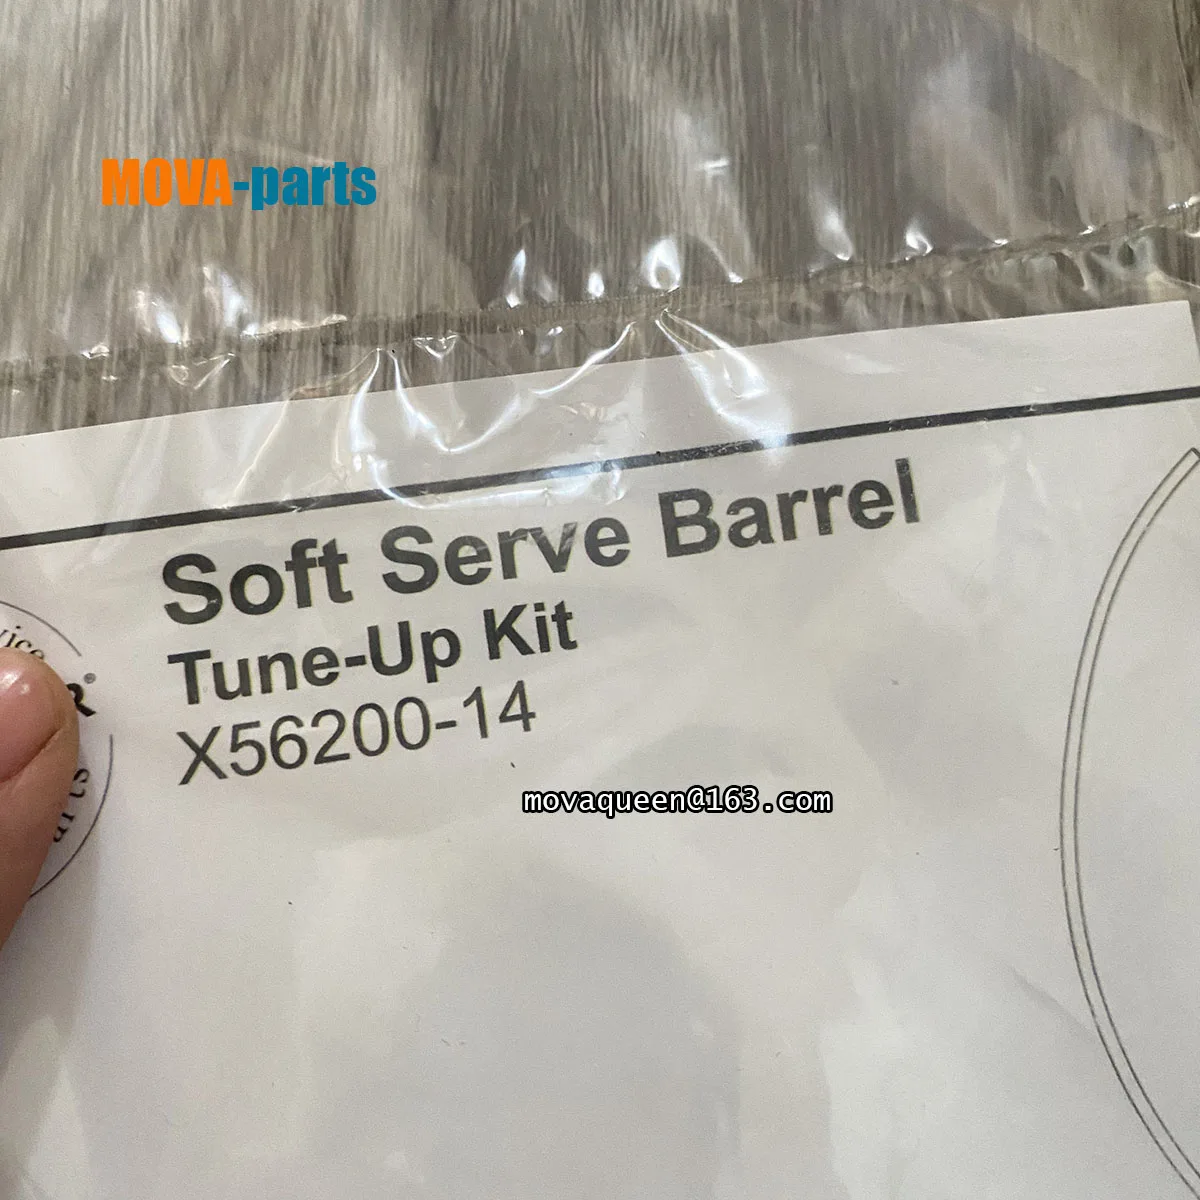 MOVA-parts
Soft Serve Barrel
Tune-Up Kit
X56200-14
movaqueen@163.com